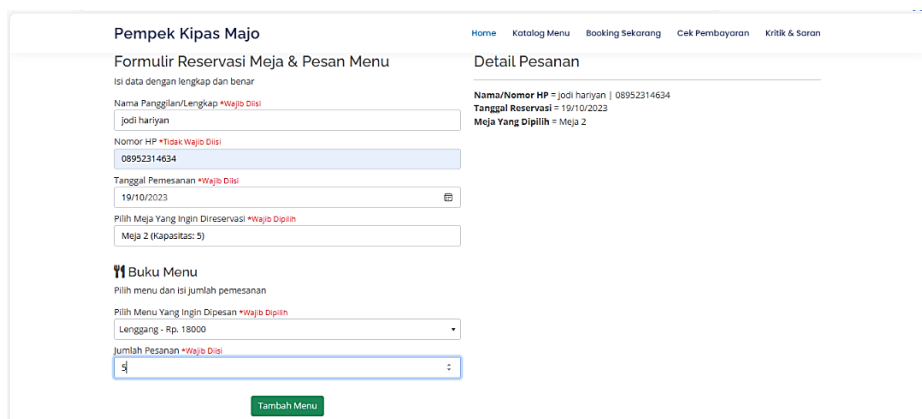 Pempek Kipas Majo
Home Katalog Menu Booking Sekarang Cek Pembayaran Kritik & Saran
Formulir Reservasi Meja & Pesan Menu
Isi data dengan lengkap dan benar
Nama Panggilan/Lengkap *Wajib Diisi
jodi hariyan
Nomor HP *Tidak Wajib Diisi
08952314634
Tanggal Pemesanan *Wajib Diisi
19/10/2023
Pilih Meja Yang Ingin Direservasi *Wajib Dipilih
Meja 2 (Kapasitas: 5)
Buku Menu
Pilih menu dan isi jumlah pemesanan
Pilih Menu Yang Ingin Dipesan *Wajib Dipilih
Lenggang - Rp. 18000
Jumlah Pesanan *Wajib Diisi
5
Tambah Menu
Detail Pesanan
Nama/Nomor HP = jodi hariyan | 08952314634
Tanggal Reservasi = 19/10/2023
Meja Yang Dipilih = Meja 2